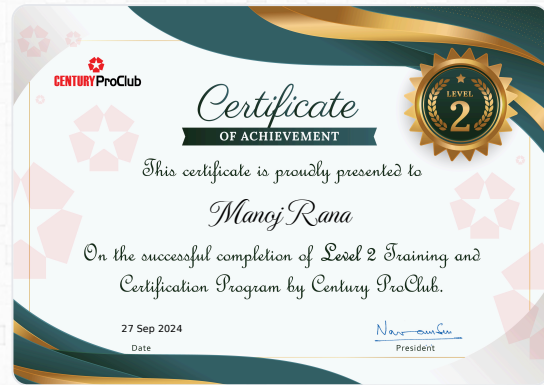 CENTURY ProClub
Certificate
OF ACHIEVEMENT
LEVEL
2
This certificate is proudly presented to
Manoj Rana
On the successful completion of Level 2 Training and
Certification Program by Century ProClub.
27 Sep 2024
Date
President